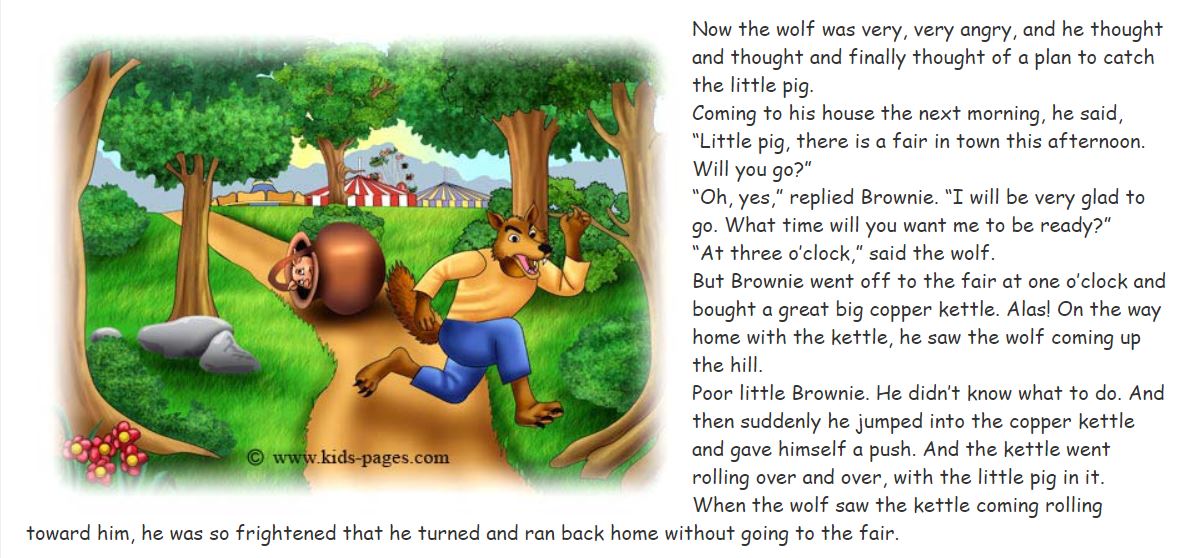 Now the wolf was very, very angry, and he thought
and thought and finally thought of a plan to catch
the little pig.
Coming to his house the next morning, he said,
“Little pig, there is a fair in town this afternoon.
Will you go?”
“Oh, yes,” replied Brownie. “I will be very glad to
go. What time will you want me to be ready?”
“At three o’clock,” said the wolf.
But Brownie went off to the fair at one o’clock and
bought a great big copper kettle. Alas! On the way
home with the kettle, he saw the wolf coming up
the hill.
Poor little Brownie. He didn’t know what to do. And
then suddenly he jumped into the copper kettle
and gave himself a push. And the kettle went
rolling over and over, with the little pig in it.
When the wolf saw the kettle coming rolling
toward him, he was so frightened that he turned and ran back home without going to the fair.
© www.kids-pages.com